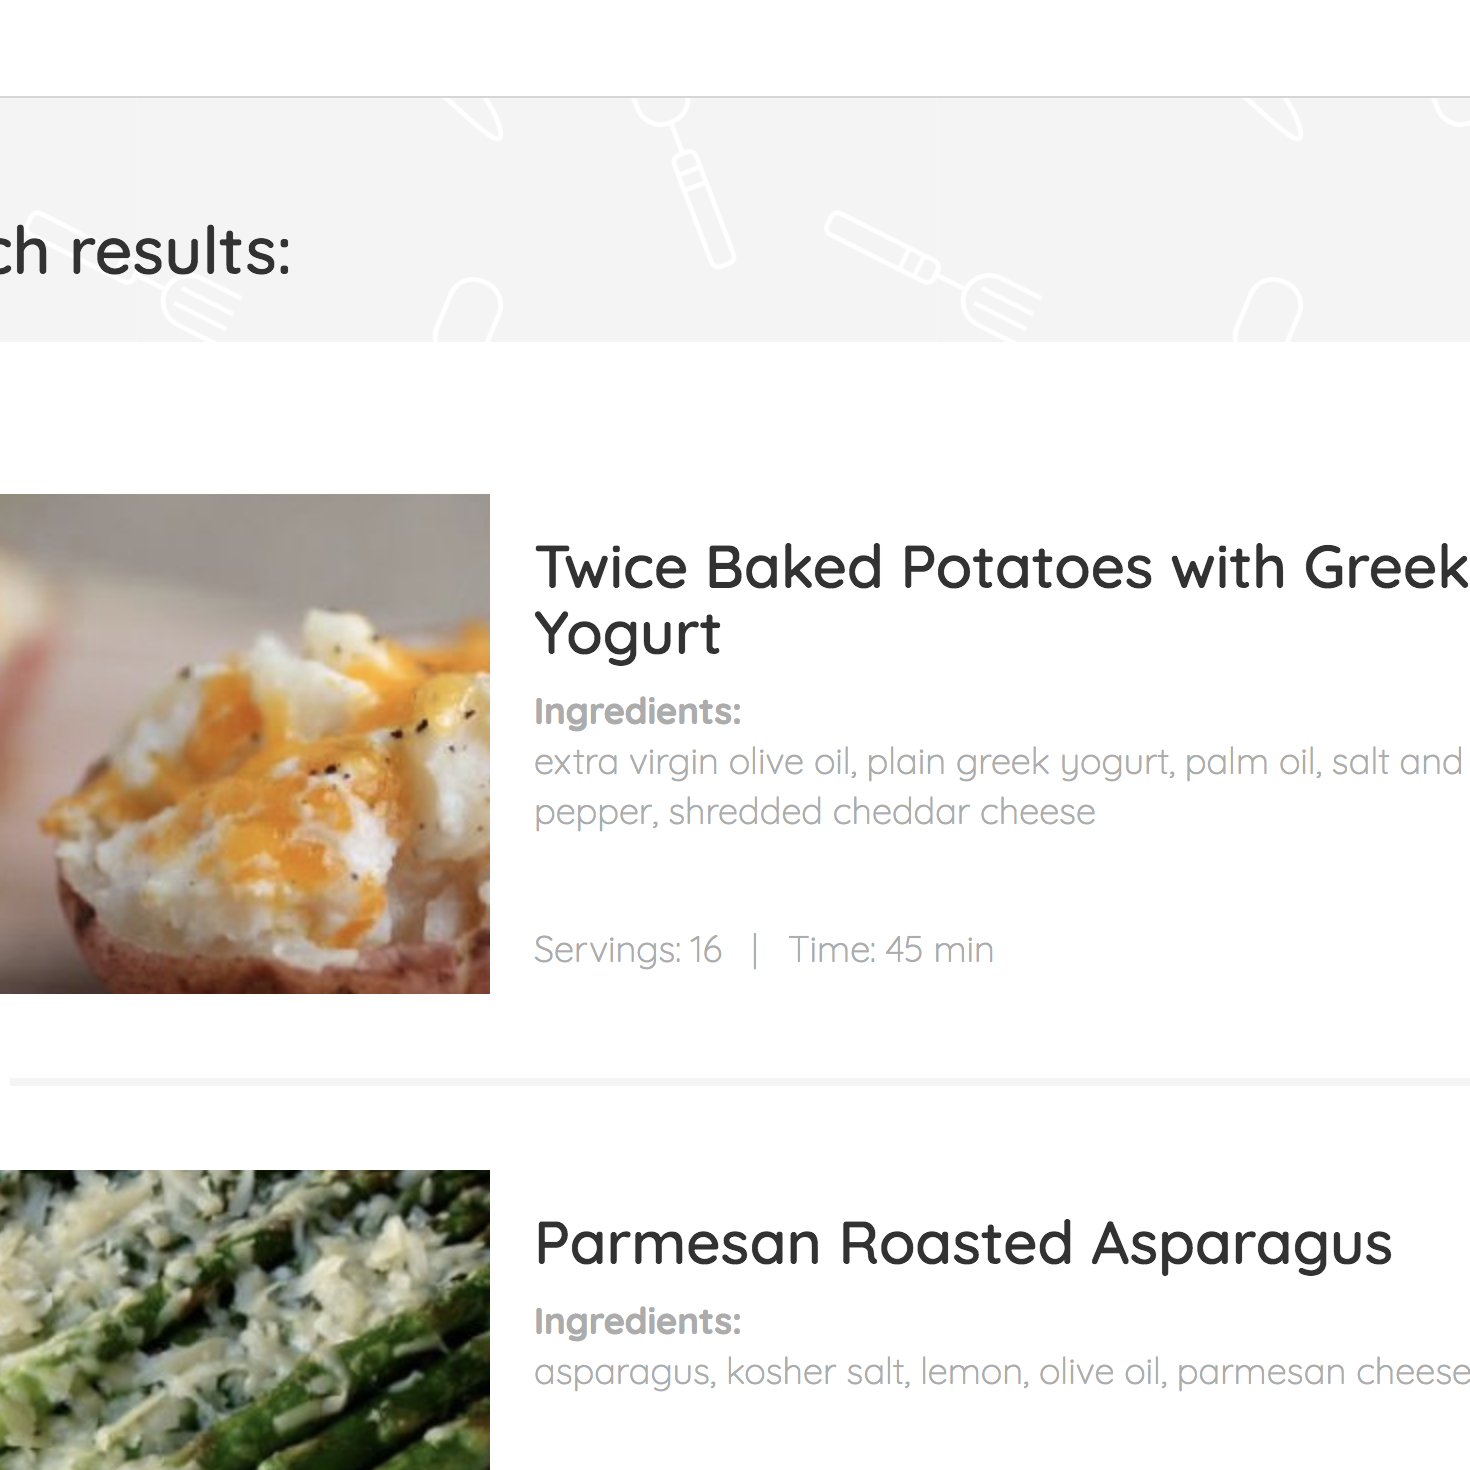 ch results:
Twice Baked Potatoes with Greek
Yogurt
Ingredients:
extra virgin olive oil, plain greek yogurt, palm oil, salt and
pepper, shredded cheddar cheese
Servings: 16 | Time: 45 min
Parmesan Roasted Asparagus
Ingredients:
asparagus, kosher salt, lemon, olive oil, parmesan cheese